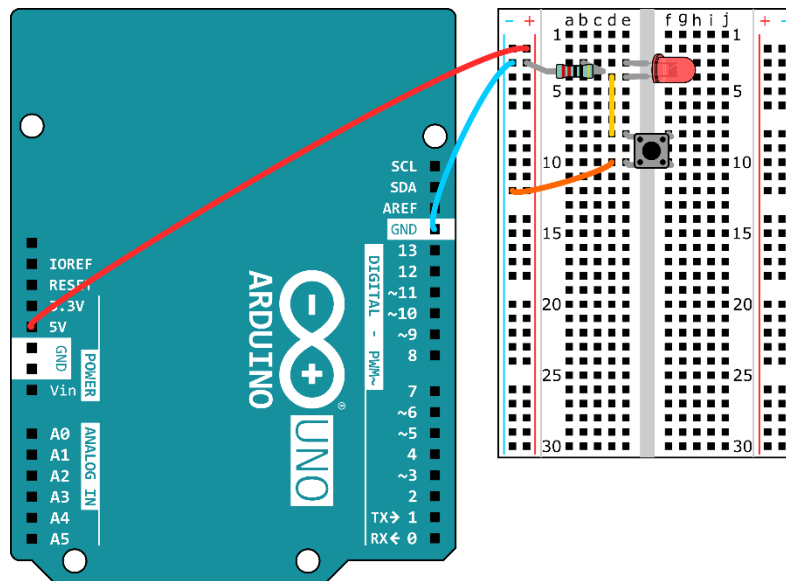 - + a b c d e f g h i j + -
1 1
5 5
10 10
15 15
20 20
25 25
30 30
SCL
SDA
AREF
GND
13
12
~11
~10
~9
8
7
~6
~5
4
~3
2
TX→ 1
RX← 0
DIGITAL - PWM~
IOREF
RESET
3.3V
5V
GND
Vin
POWER
A0
A1
A2
A3
A4
A5
ANALOG IN
ARDUINO
- +
®
UNO